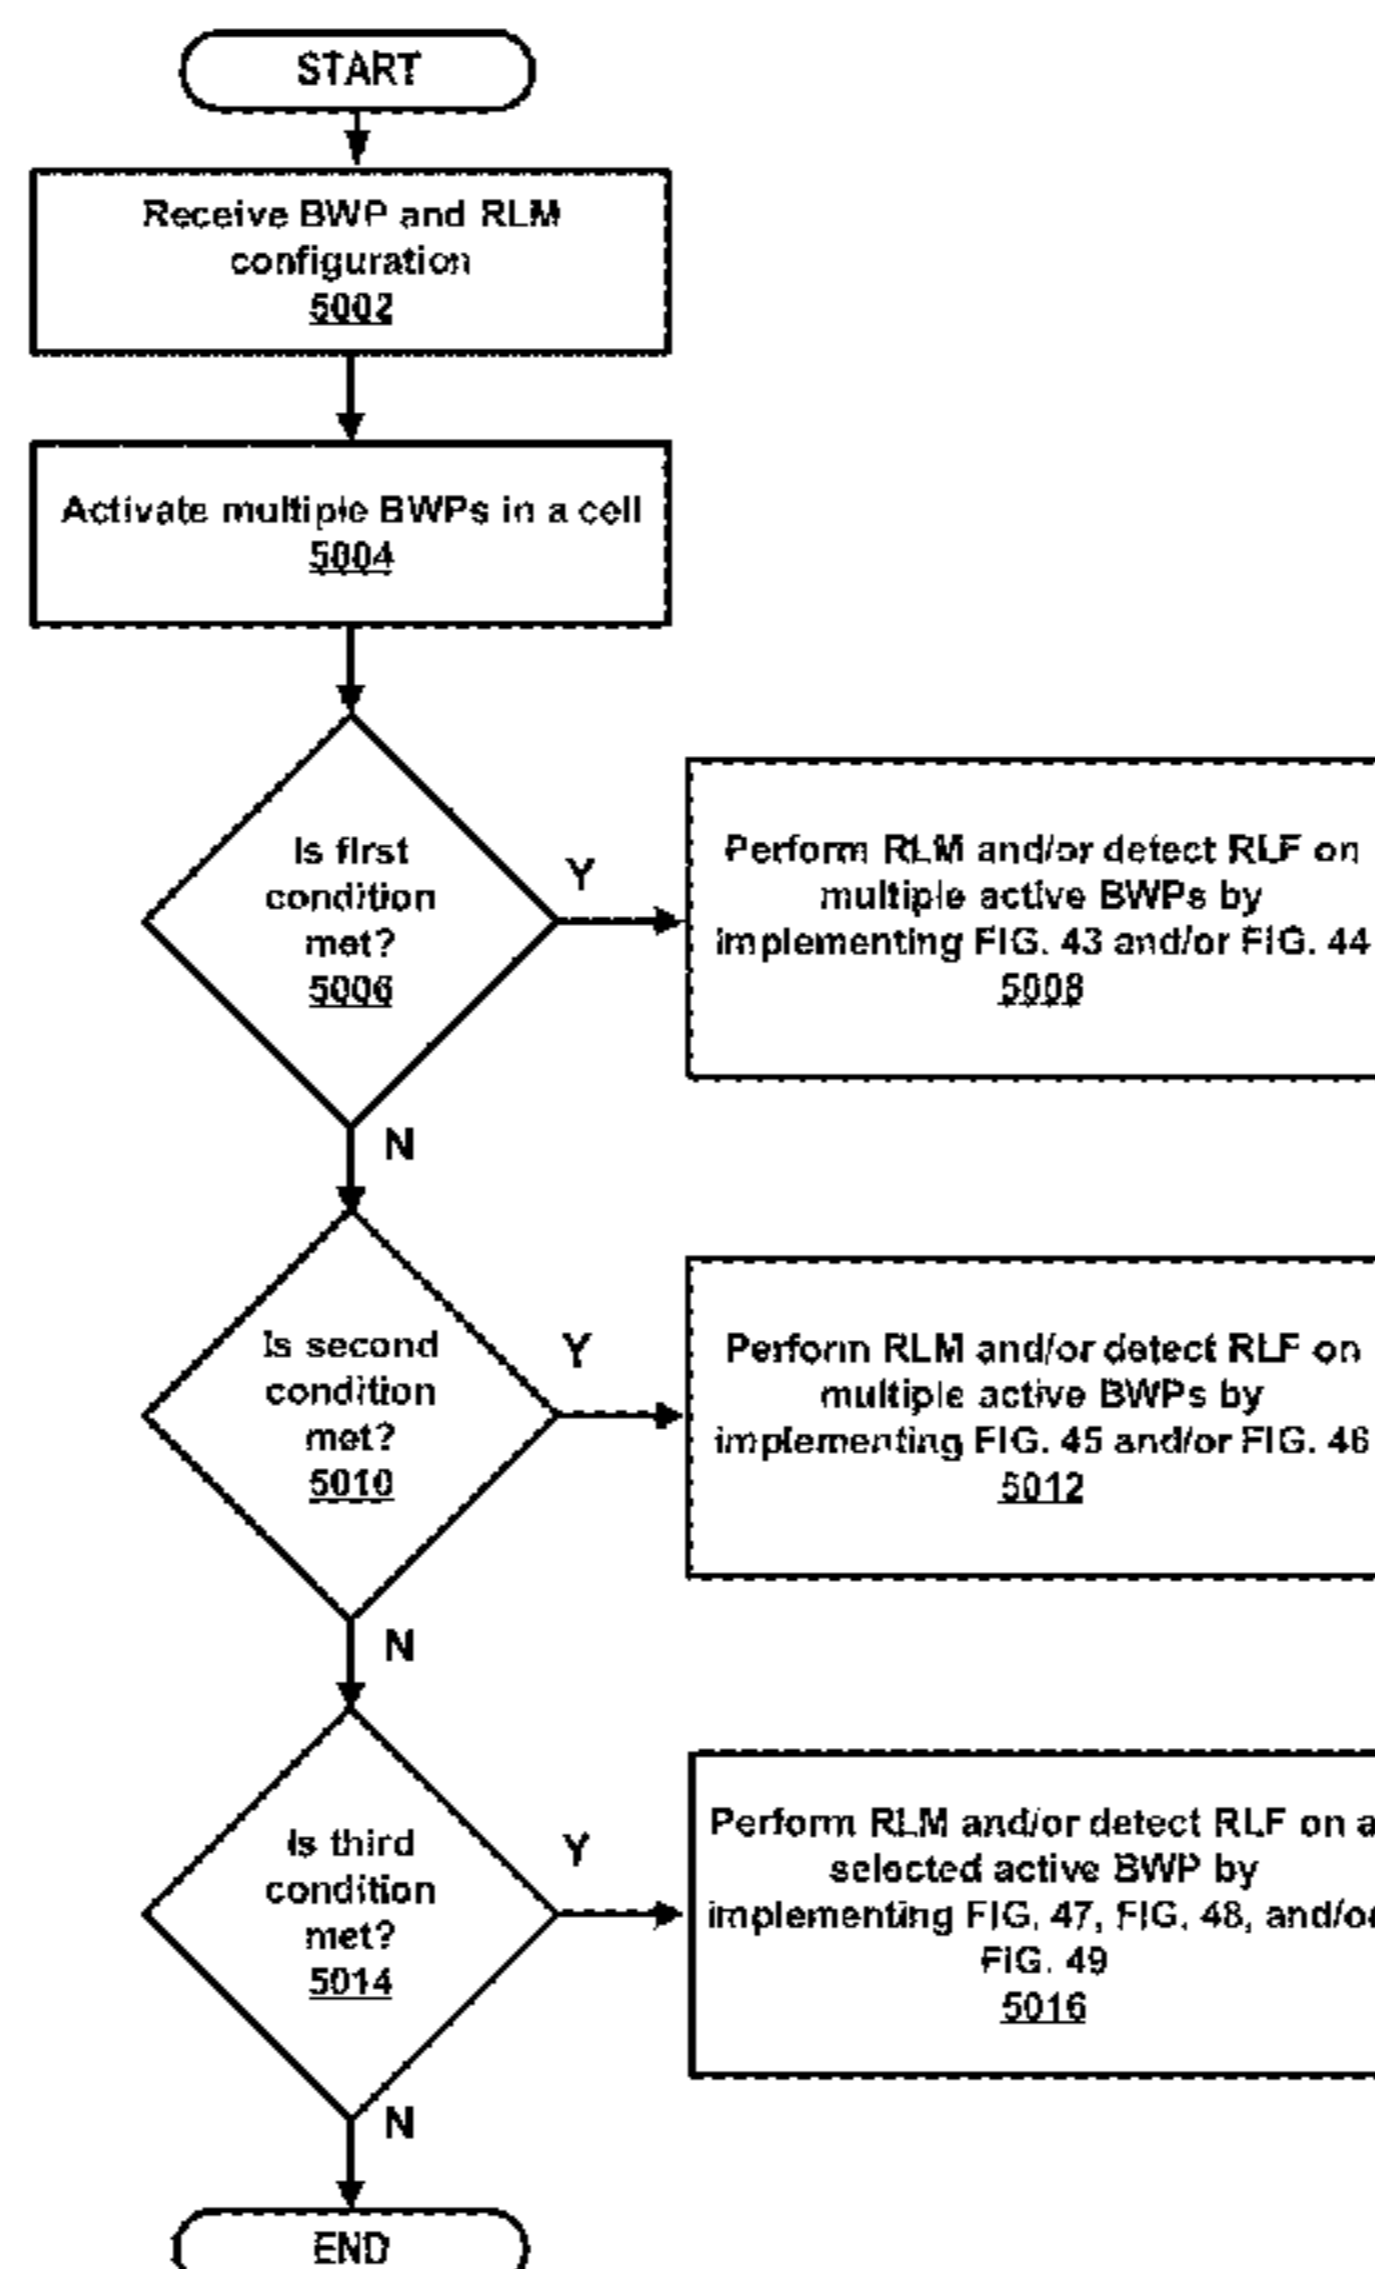 START
Receive BWP and RLM
configuration
5002
Activate multiple BWPs in a cell
5004
Is first
condition
met?
5006
Y
Perform RLM and/or detect RLF on
multiple active BWPs by
implementing FIG. 43 and/or FIG. 44
5008
N
Is second
condition
met?
5010
Y
Perform RLM and/or detect RLF on
multiple active BWPs by
implementing FIG. 45 and/or FIG. 46
5012
N
Is third
condition
met?
5014
Y
Perform RLM and/or detect RLF on a
selected active BWP by
implementing FIG. 47, FIG. 48, and/or
FIG. 49
5016
N
END